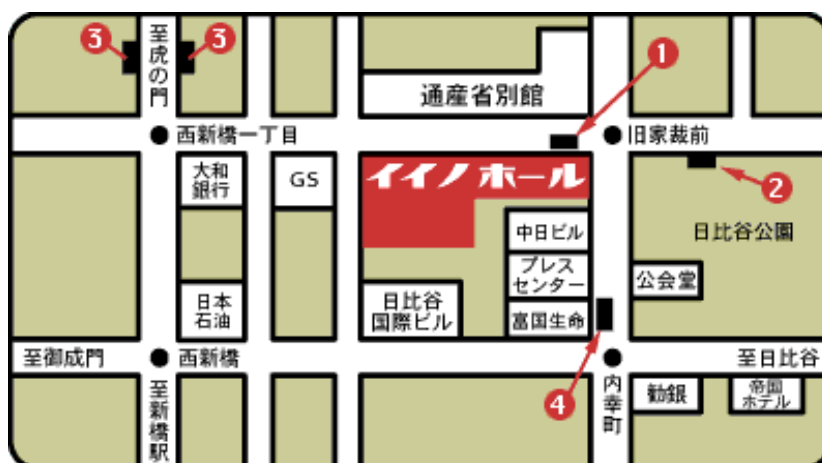 3
至虎の門
3
1
通産省別館
西新橋一丁目
旧家裁前
大和
銀行
GS
イイノホール
2
中日ビル
日比谷公園
プレス
センター
公会堂
日本
石油
日比谷
国際ビル
富国生命
至御成門
西新橋
至日比谷
至新橋駅
4
内幸町
勧銀
帝国
ホテル